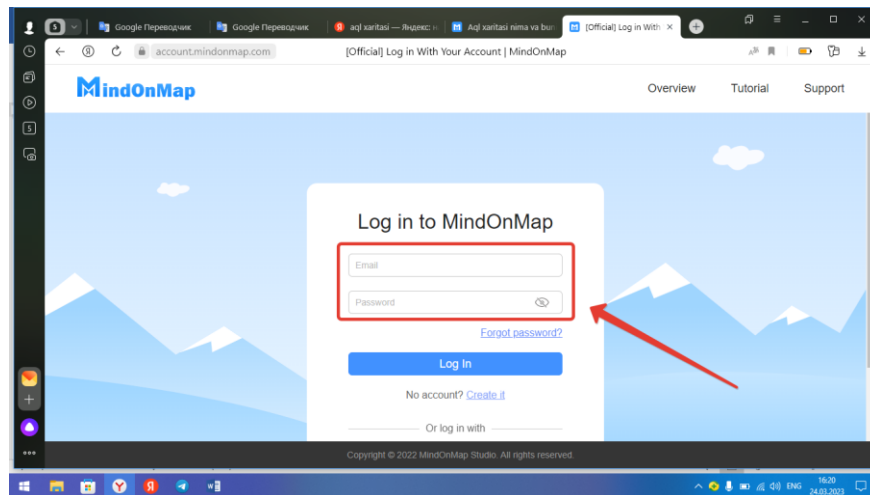 5
Google Переводчик
Google Переводчик
aql xaritasi — Яндекс: н
Aql xaritasi nima va bun
[Official] Log in With
account.mindonmap.com
[Official] Log in With Your Account | MindOnMap
MindOnMap
Overview
Tutorial
Support
5
Log in to MindOnMap
Email
Password
Forgot password?
Log In
No account? Create it
Or log in with
Copyright © 2022 MindOnMap Studio. All rights reserved.
ENG
16:20
24.03.2023